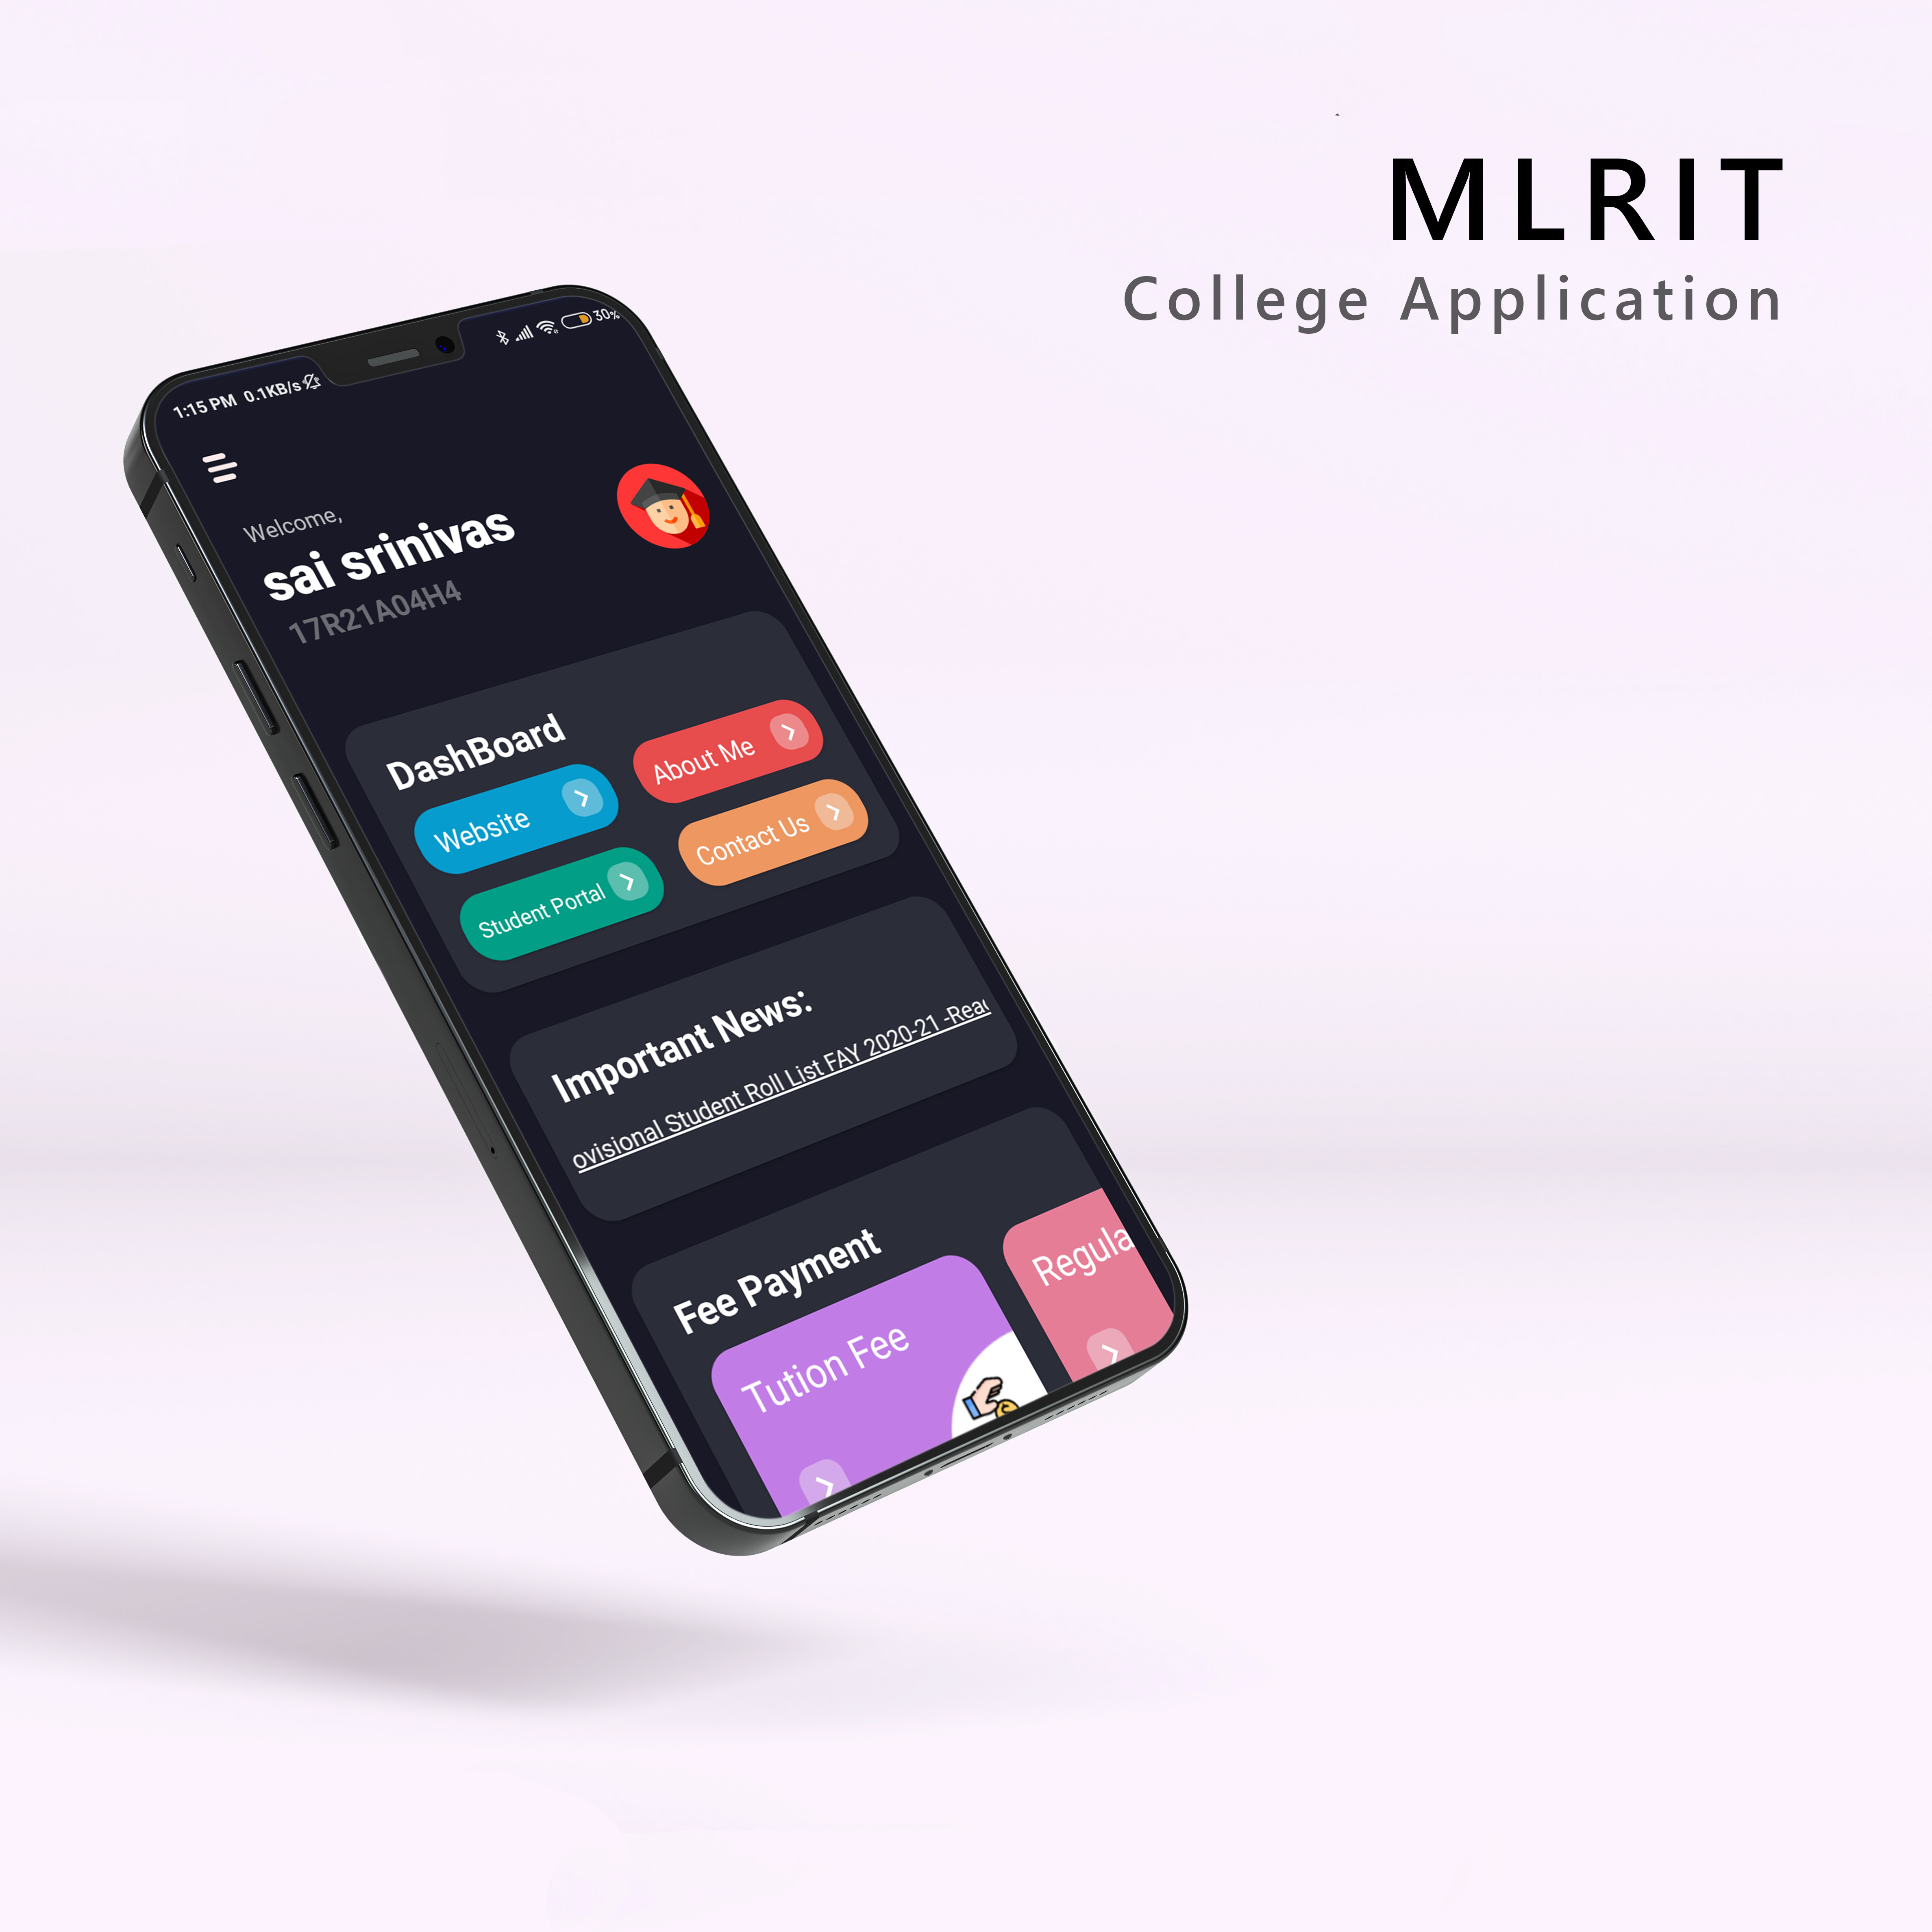 MLRIT
College Application
1:15 PM 0.1KB/s
30%
Welcome,
sai srinivas
17R21A04H4
DashBoard
Website
About Me
Student Portal
Contact Us
Important News:
ovisional Student Roll List FAY 2020-21 -Read
Fee Payment
Tution Fee
Regula